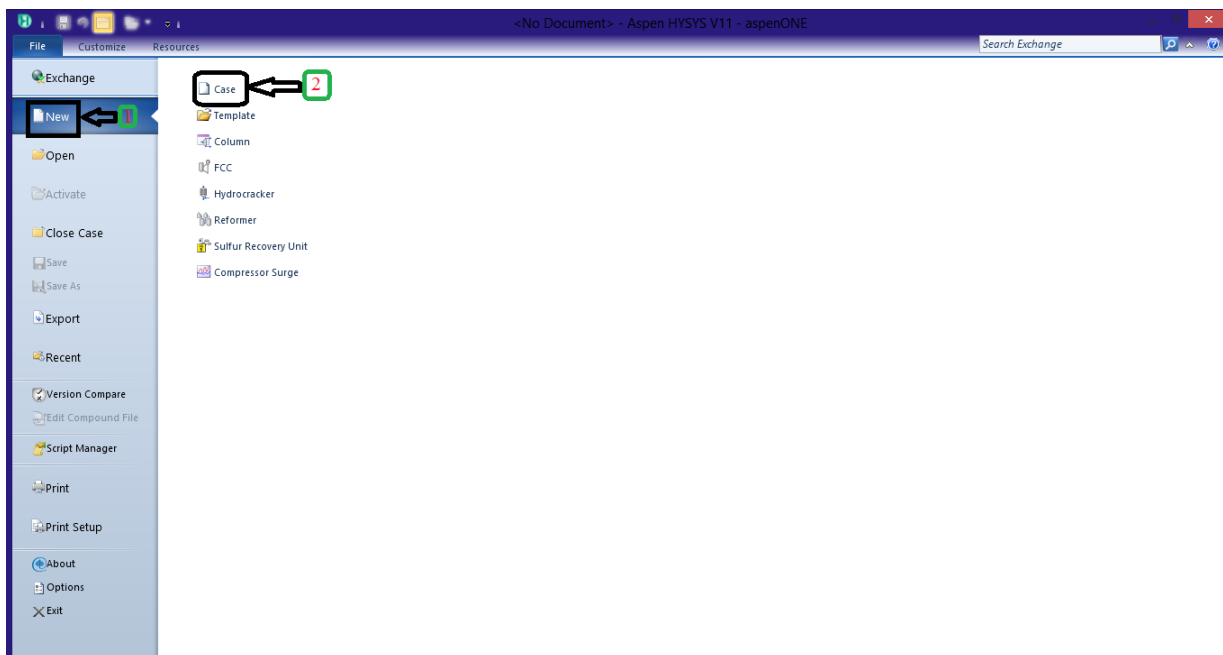 <No Document> - Aspen HYSYS V11 - aspenONE
File Customize Resources Search Exchange
Exchange
New 1
Open
Activate
Close Case
Save
Save As
Export
Recent
Version Compare
Edit Compound File
Script Manager
Print
Print Setup
About
Options
Exit
Case 2
Template
Column
FCC
Hydrocracker
Reformer
Sulfur Recovery Unit
Compressor Surge